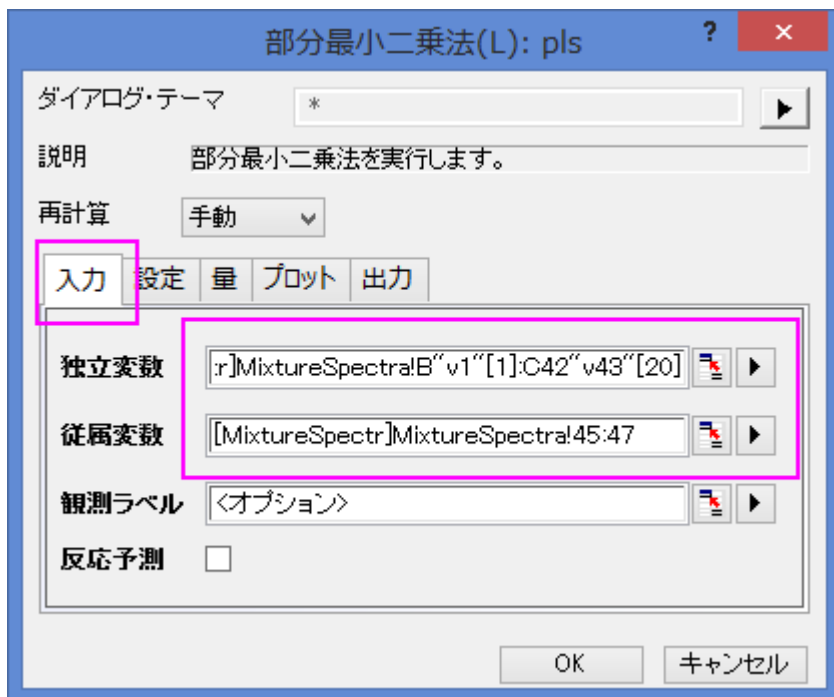 部分最小二乗法(L): pls
?
×
ダイアログ・テーマ
*
説明
部分最小二乗法を実行します。
再計算
手動
入力
設定
量
プロット
出力
独立変数
:r]MixtureSpectra!B"v1"[1]:C42"v43"[20]
従属変数
[MixtureSpectr]MixtureSpectra!45:47
観測ラベル
<オプション>
反応予測
OK
キャンセル